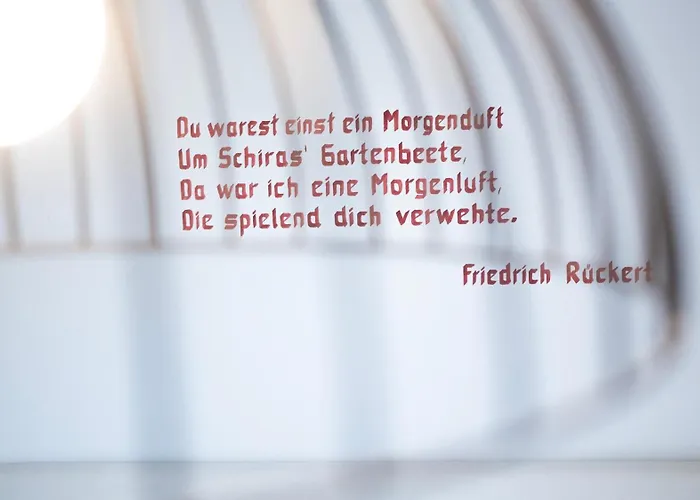 Du warest einst ein Morgenduft
Um Schiras' Gartenbeete,
Da war ich eine Morgenluft,
Die spielend dich verwehte.
Friedrich Rückert